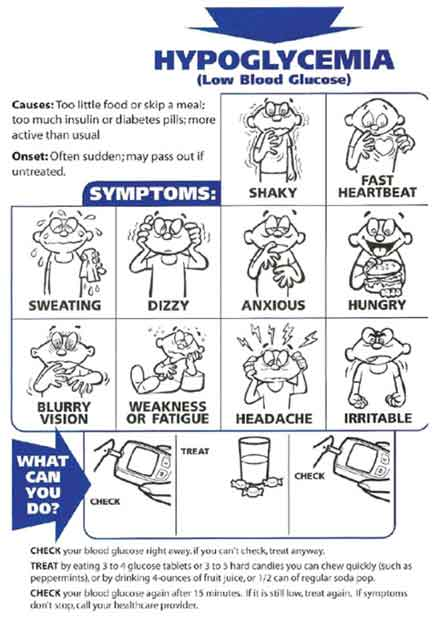 HYPOGLYCEMIA
(Low Blood Glucose)
Causes: Too little food or skip a meal;
too much insulin or diabetes pills; more
active than usual
Onset: Often sudden; may pass out if
untreated.
SYMPTOMS:
SHAKY
FAST
HEARTBEAT
SWEATING
DIZZY
ANXIOUS
HUNGRY
BLURRY
VISION
WEAKNESS
OR FATIGUE
HEADACHE
IRRITABLE
WHAT
CAN
YOU
DO?
CHECK
TREAT
CHECK
CHECK your blood glucose right away, if you can't check, treat anyway.
TREAT by eating 3 to 4 glucose tablets or 3 to 5 hard candies you can chew quickly (such as
peppermints), or by drinking 4-ounces of fruit juice, or 1/2 can of regular soda pop.
CHECK your blood glucose again after 15 minutes. If it is still low, treat again. If symptoms
don't stop, call your healthcare provider.